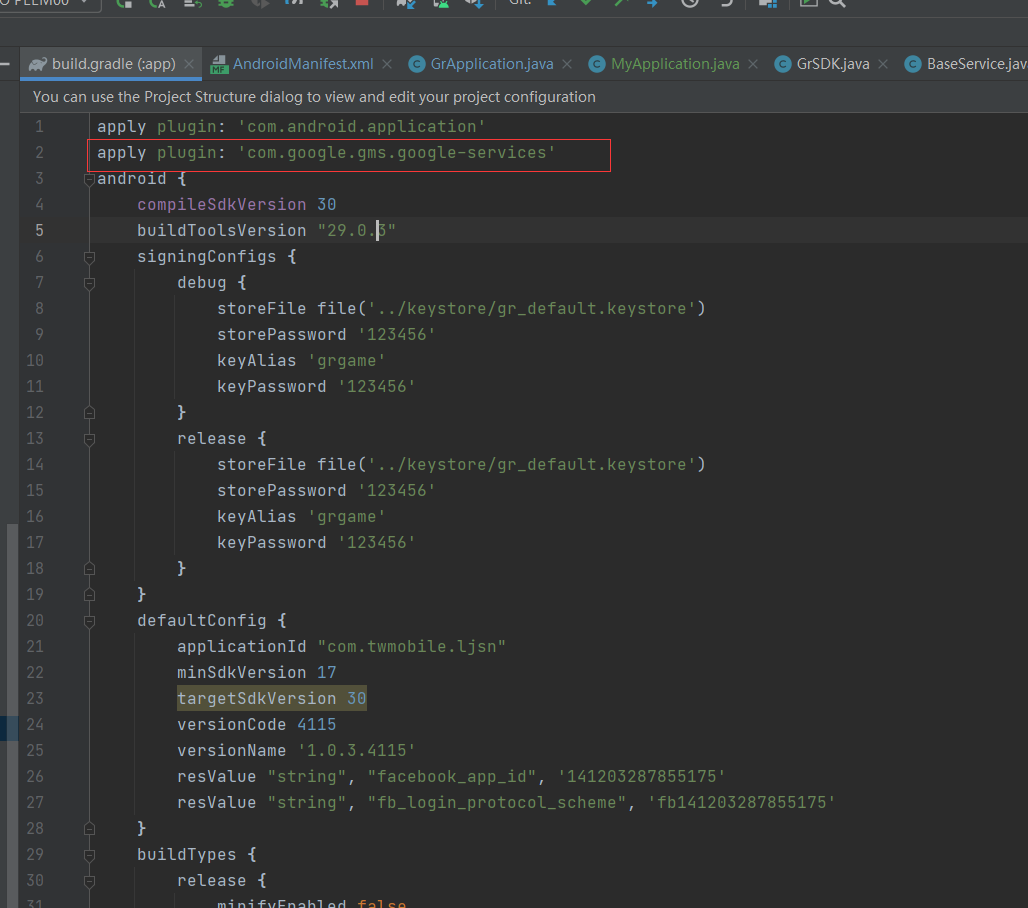 Git:
build.gradle (:app) AndroidManifest.xml GrApplication.java MyApplication.java GrSDK.java BaseService.jav
You can use the Project Structure dialog to view and edit your project configuration
1 apply plugin: 'com.android.application'
2 apply plugin: 'com.google.gms.google-services'
3 android {
4 compileSdkVersion 30
5 buildToolsVersion "29.0.3"
6 signingConfigs {
7 debug {
8 storeFile file('../keystore/gr_default.keystore')
9 storePassword '123456'
10 keyAlias 'grgame'
11 keyPassword '123456'
12 }
13 release {
14 storeFile file('../keystore/gr_default.keystore')
15 storePassword '123456'
16 keyAlias 'grgame'
17 keyPassword '123456'
18 }
19 }
20 defaultConfig {
21 applicationId "com.twmobile.ljsn"
22 minSdkVersion 17
23 targetSdkVersion 30
24 versionCode 4115
25 versionName '1.0.3.4115'
26 resValue "string", "facebook_app_id", '141203287855175'
27 resValue "string", "fb_login_protocol_scheme", 'fb141203287855175'
28 }
29 buildTypes {
30 release {
31 minifyEnabled false